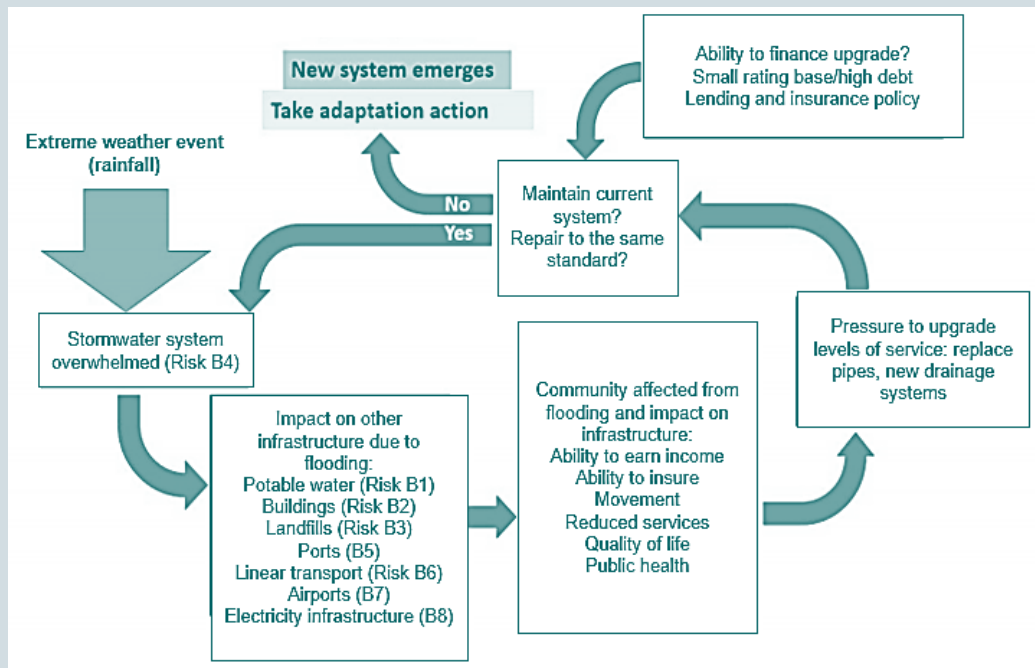 Ability to finance upgrade?
Small rating base/high debt
Lending and insurance policy
New system emerges
Take adaptation action
Extreme weather event
(rainfall)
Maintain current
system?
Repair to the same
standard?
No
Yes
Stormwater system
overwhelmed (Risk B4)
Impact on other
infrastructure due to
flooding:
Potable water (Risk B1)
Buildings (Risk B2)
Landfills (Risk B3)
Ports (B5)
Linear transport (Risk B6)
Airports (B7)
Electricity infrastructure (B8)
Community affected from
flooding and impact on
infrastructure:
Ability to earn income
Ability to insure
Movement
Reduced services
Quality of life
Public health
Pressure to upgrade
levels of service: replace
pipes, new drainage
systems